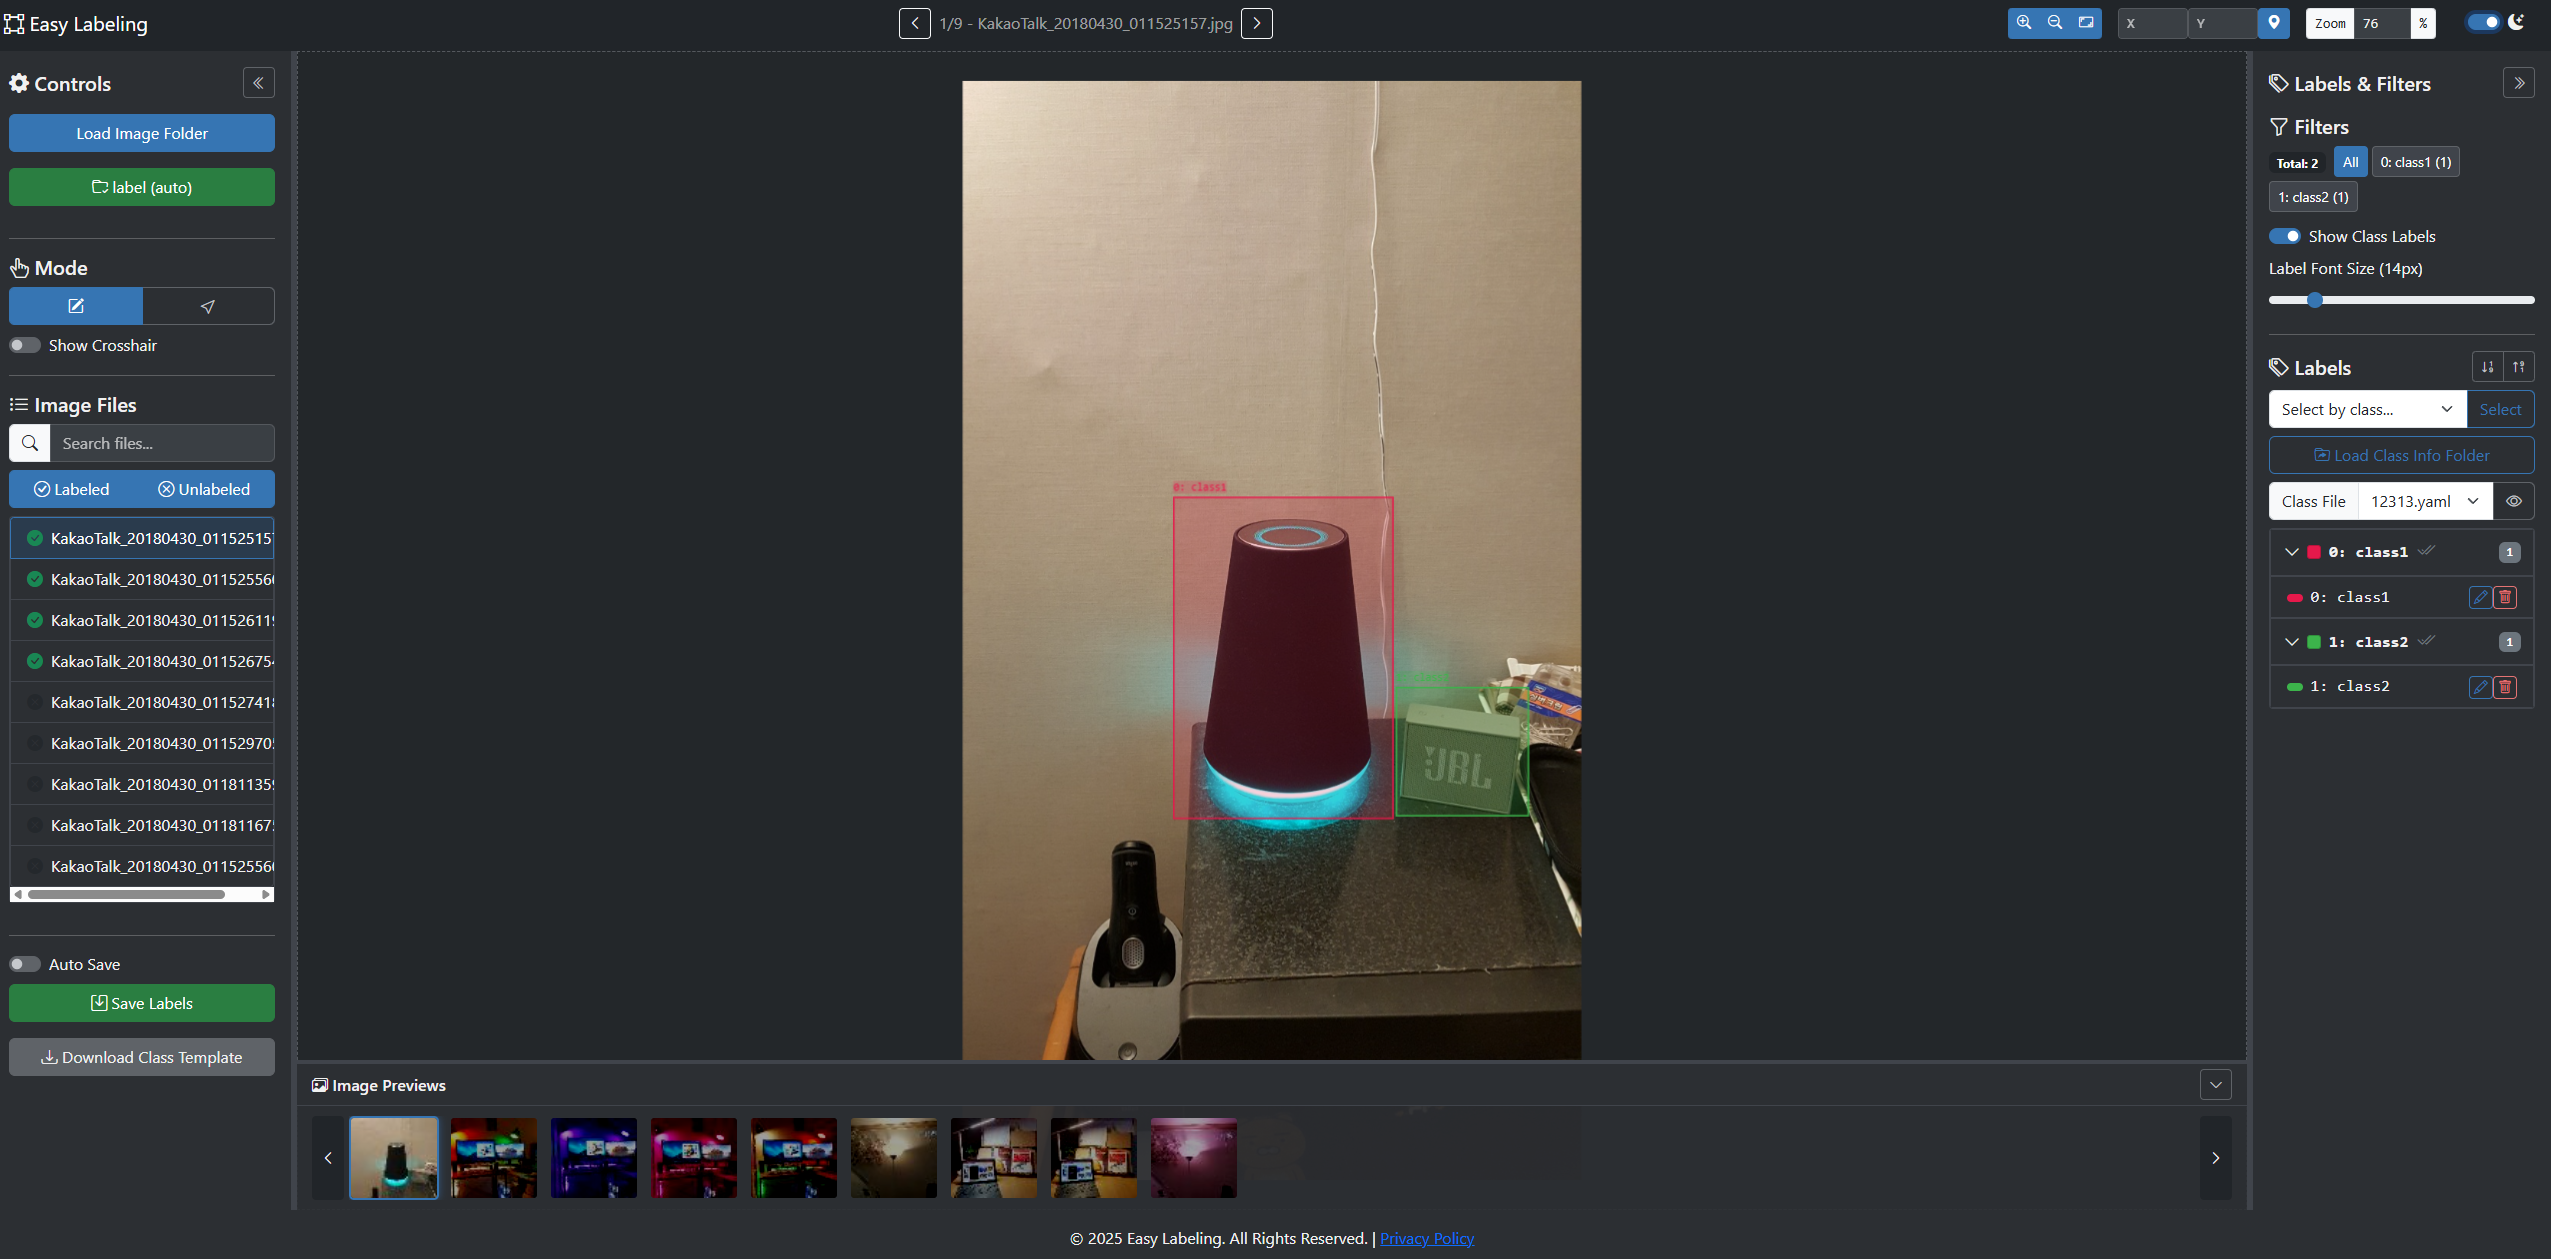 Easy Labeling
1/9 - KakaoTalk_20180430_011525157.jpg
X
Y
Zoom 76 %
Controls
Load Image Folder
label (auto)
Mode
Show Crosshair
Image Files
Search files...
Labeled
Unlabeled
KakaoTalk_20180430_01152515
KakaoTalk_20180430_01152556
KakaoTalk_20180430_01152611
KakaoTalk_20180430_01152675
KakaoTalk_20180430_01152741
KakaoTalk_20180430_01152970
KakaoTalk_20180430_01181135
KakaoTalk_20180430_01181167
KakaoTalk_20180430_01152556
Auto Save
Save Labels
Download Class Template
0: class1
JBL
Image Previews
Labels & Filters
Filters
Total: 2
All
0: class1 (1)
1: class2 (1)
Show Class Labels
Label Font Size (14px)
Labels
Select by class...
Select
Load Class Info Folder
Class File
12313.yaml
0: class1
1
0: class1
1: class2
1
1: class2
© 2025 Easy Labeling. All Rights Reserved. | Privacy Policy